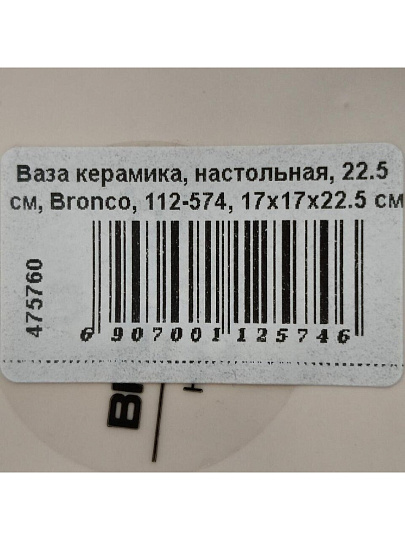 Ваза керамика, настольная, 22.5
см, Bronco, 112-574, 17x17x22.5 см
475760
6 907001 125746